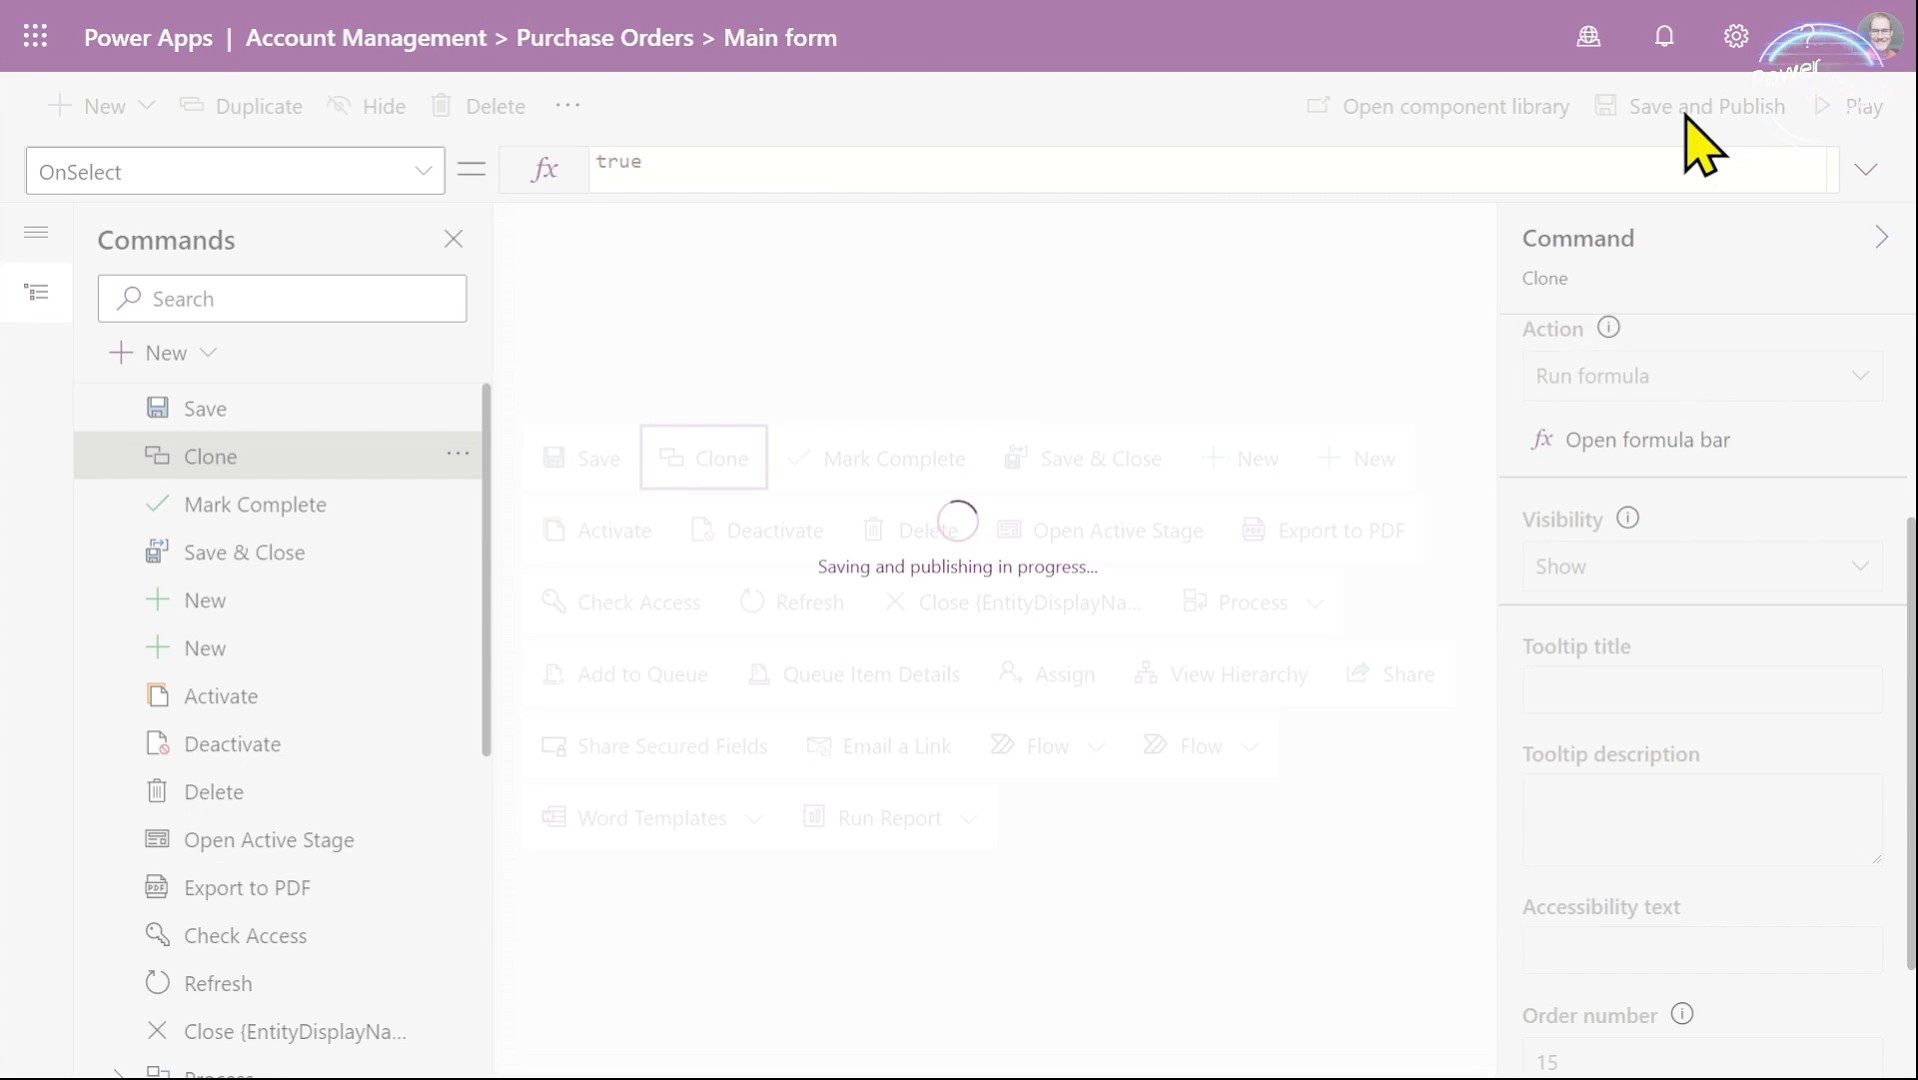 Power Apps | Account Management > Purchase Orders > Main form
New Duplicate Hide Delete ... Open component library Save and Publish Play
Power
OnSelect = fx true
Commands
Search
New
Save
Clone ...
Mark Complete
Save & Close
New
New
Activate
Deactivate
Delete
Open Active Stage
Export to PDF
Check Access
Refresh
Close {EntityDisplayNa...
Process
Save Clone Mark Complete Save & Close New New
Activate Deactivate Delete Open Active Stage Export to PDF
Saving and publishing in progress...
Check Access Refresh Close {EntityDisplayNa... Process
Add to Queue Queue Item Details Assign View Hierarchy Share
Share Secured Fields Email a Link Flow Flow
Word Templates Run Report
Command
Clone
Action
Run formula
fx Open formula bar
Visibility
Show
Tooltip title
Tooltip description
Accessibility text
Order number
15